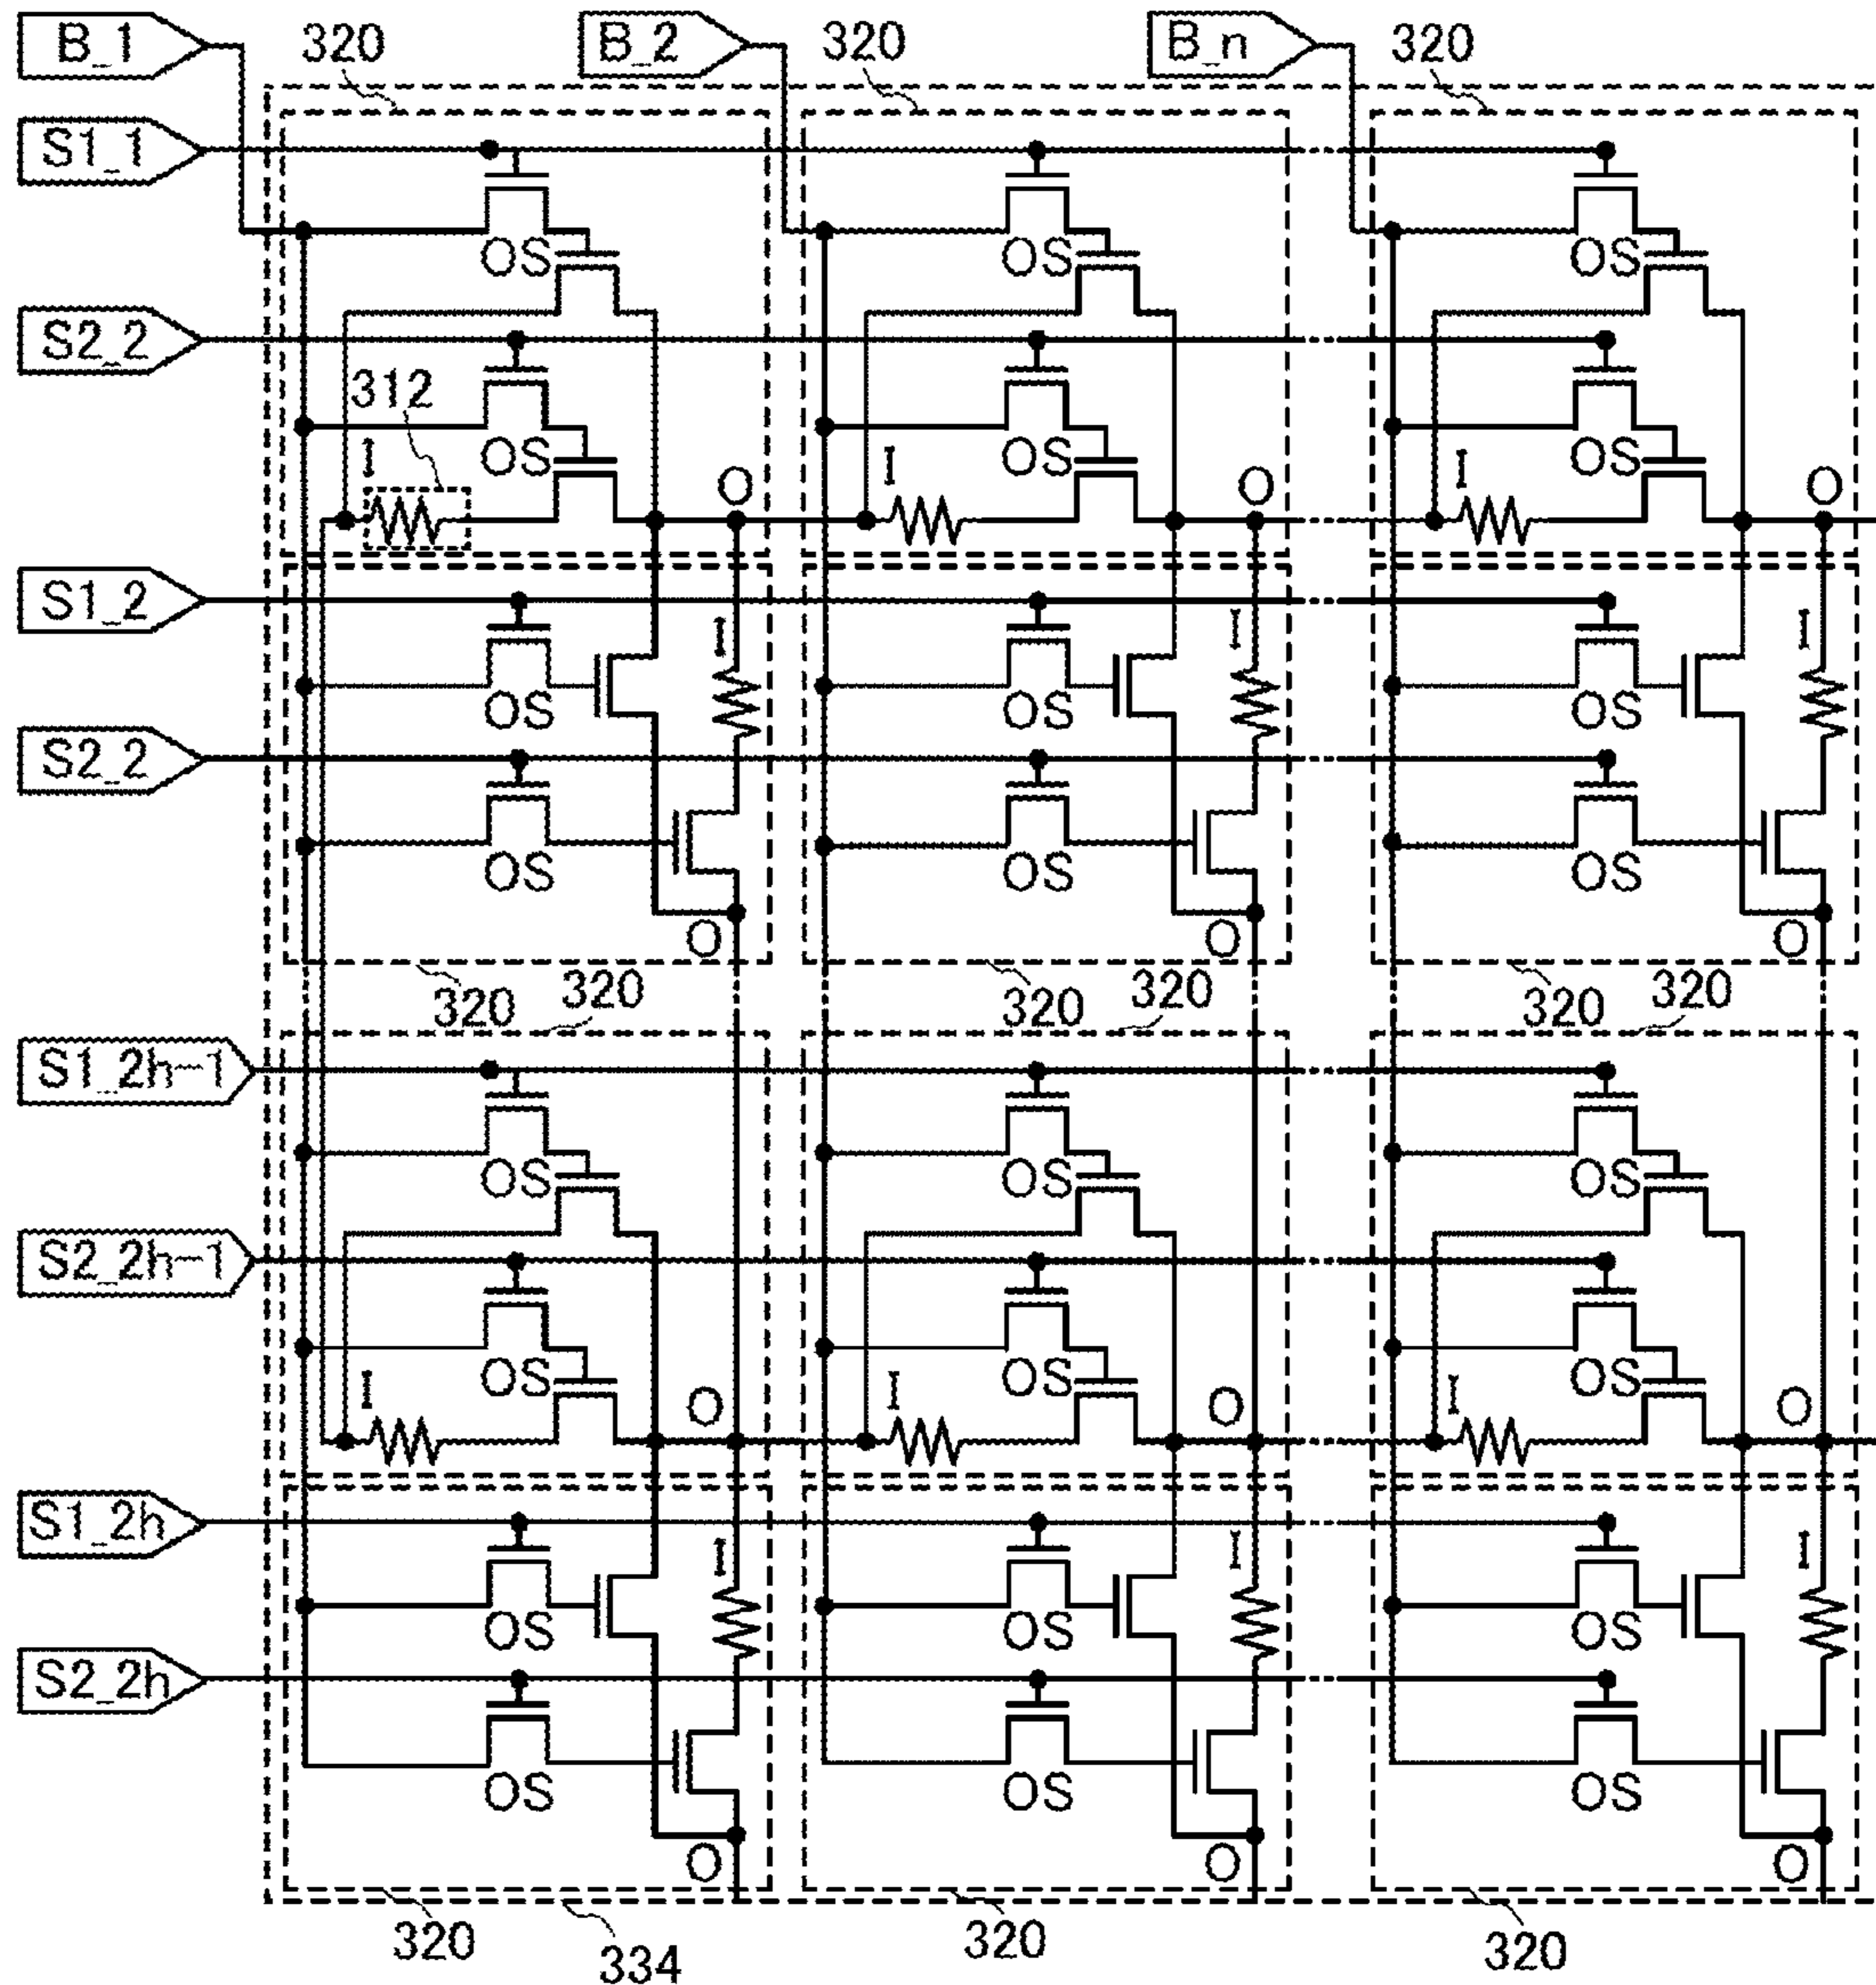 B_1 320 B_2 320 B_n 320
S1_1
OS OS OS
S2_2
312
OS OS OS
I I I
O O O
S1_2
I I I
OS OS OS
S2_2
OS OS OS
O O O
320 320 320 320 320 320
S1_2h-1
OS OS OS
S2_2h-1
OS OS OS
I I I
O O O
S1_2h
I I I
OS OS OS
S2_2h
OS OS OS
O O O
320 334 320 320